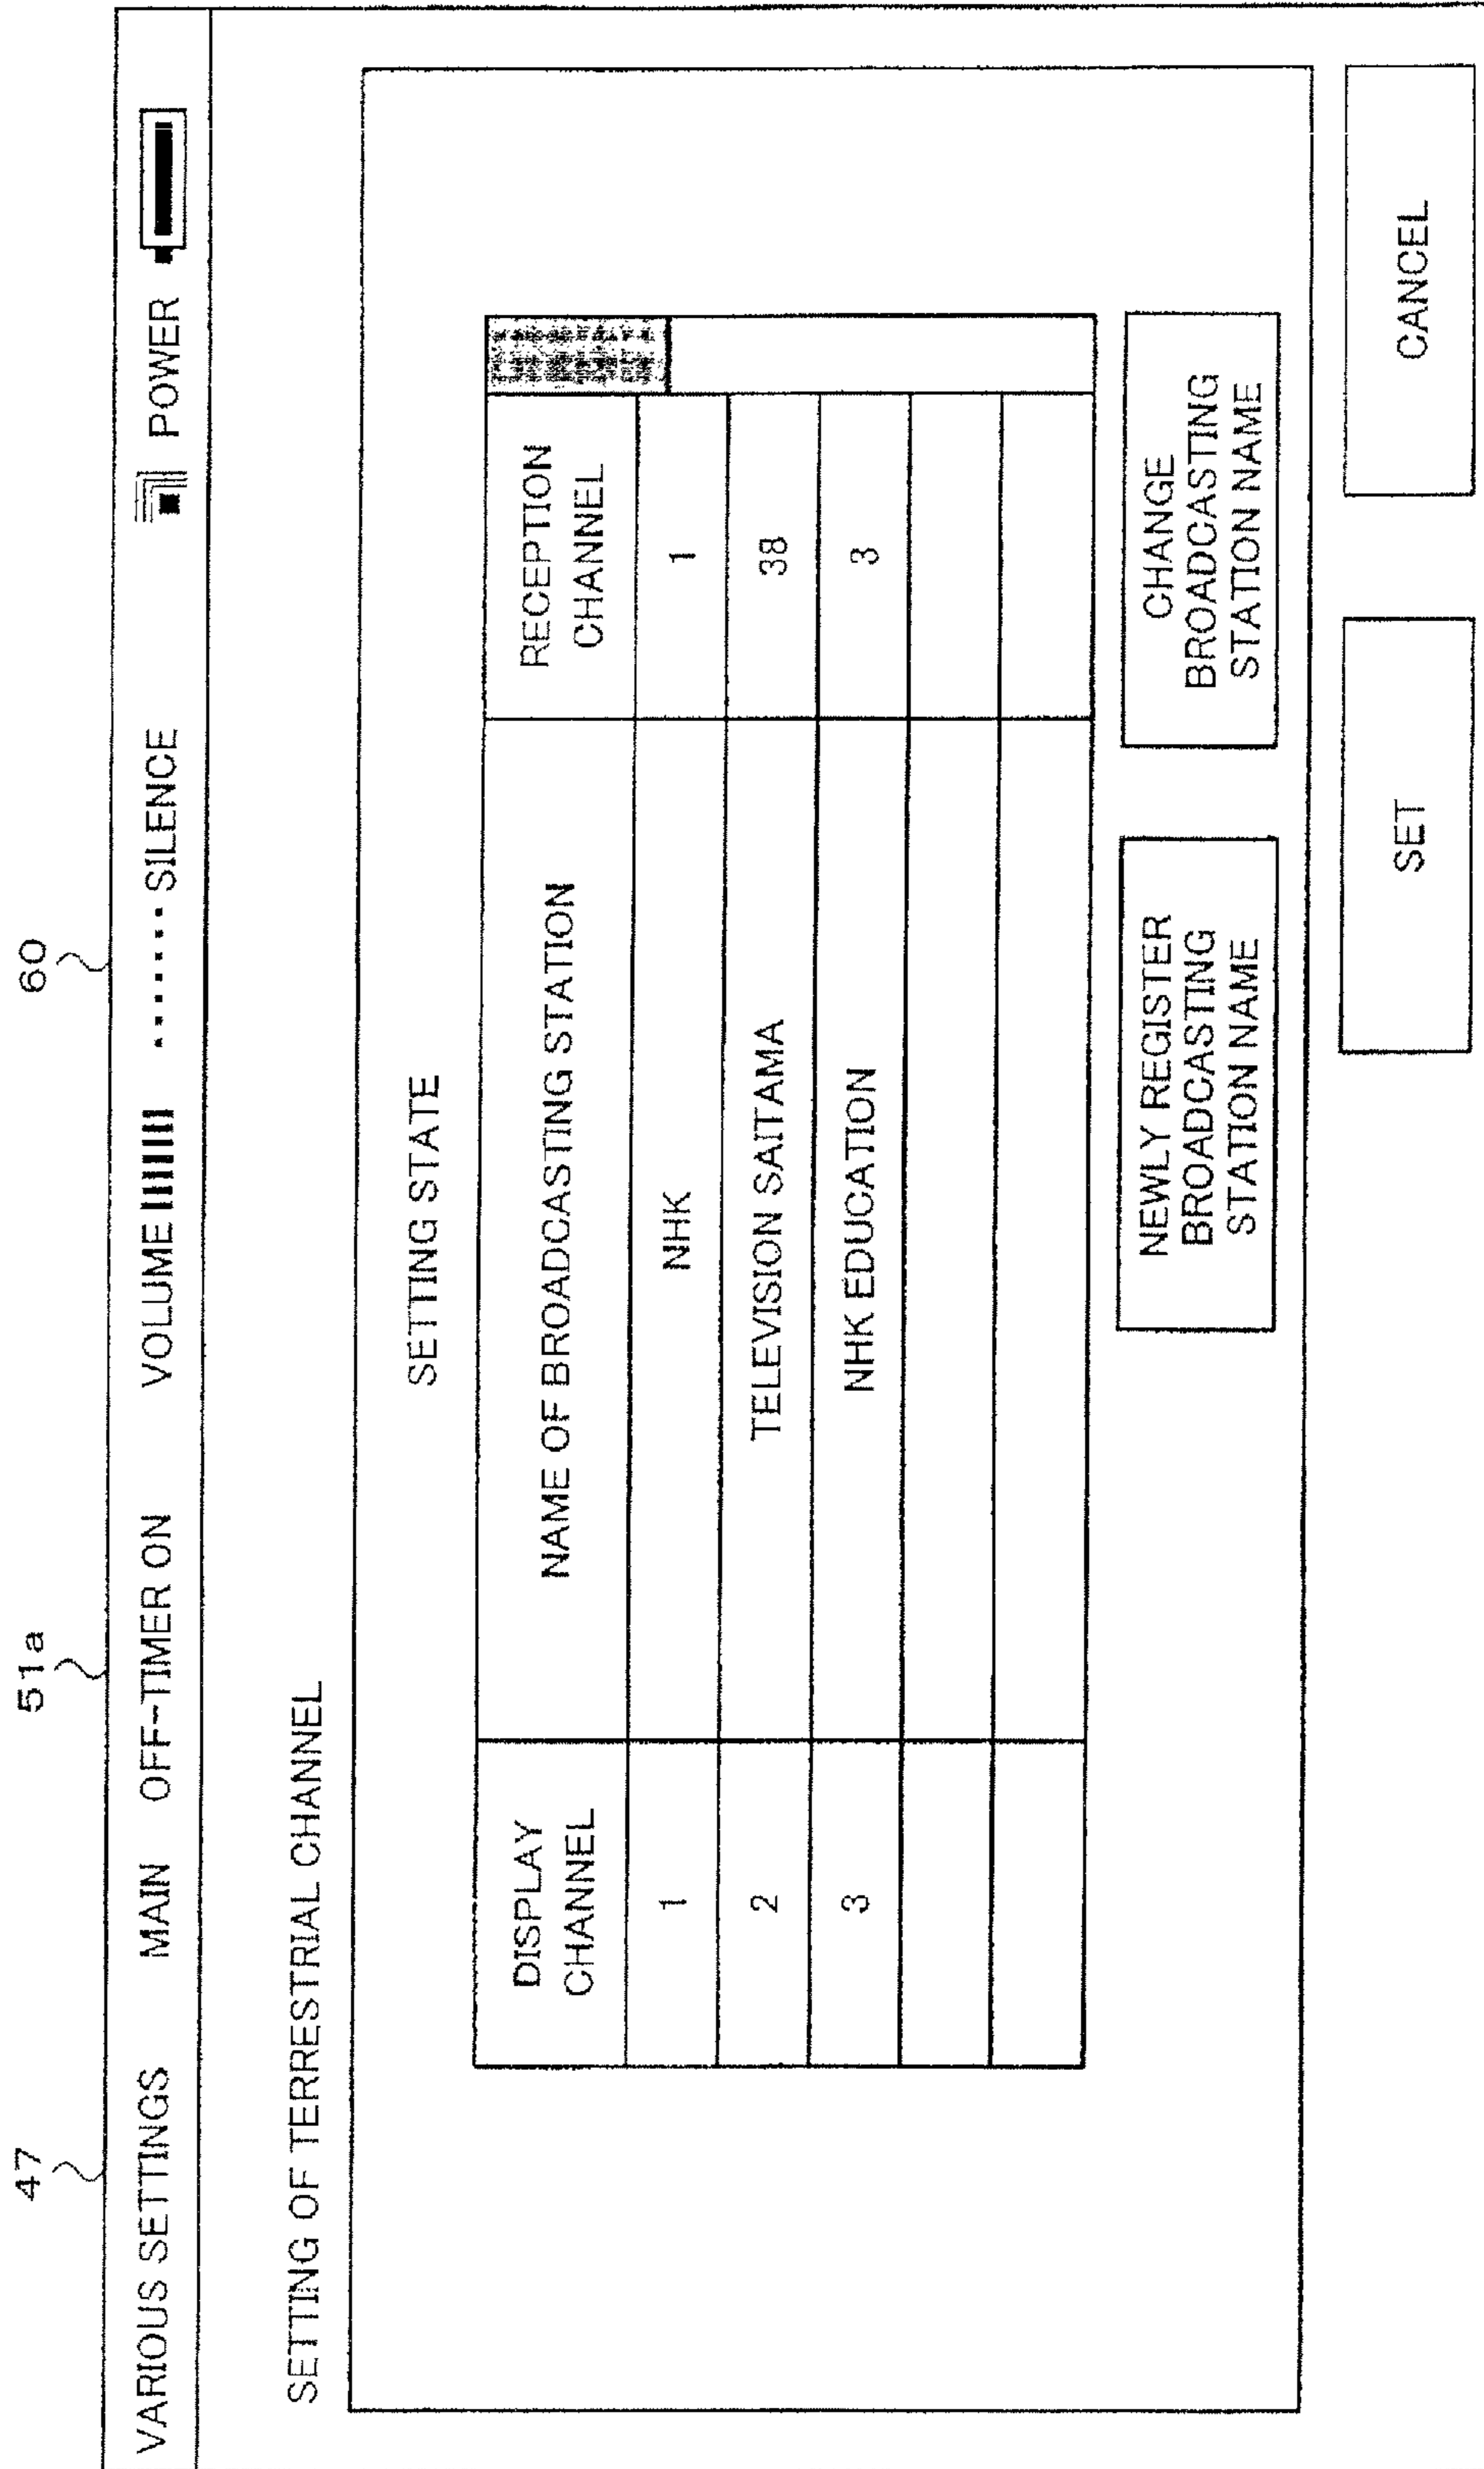 47 51a 60
VARIOUS SETTINGS MAIN OFF-TIMER ON VOLUME SILENCE POWER
SETTING OF TERRESTRIAL CHANNEL
SETTING STATE
DISPLAY
CHANNEL
NAME OF BROADCASTING STATION
RECEPTION
CHANNEL
1 NHK 1
2 TELEVISION SAITAMA 38
3 NHK EDUCATION 3
NEWLY REGISTER
BROADCASTING
STATION NAME
CHANGE
BROADCASTING
STATION NAME
SET
CANCEL